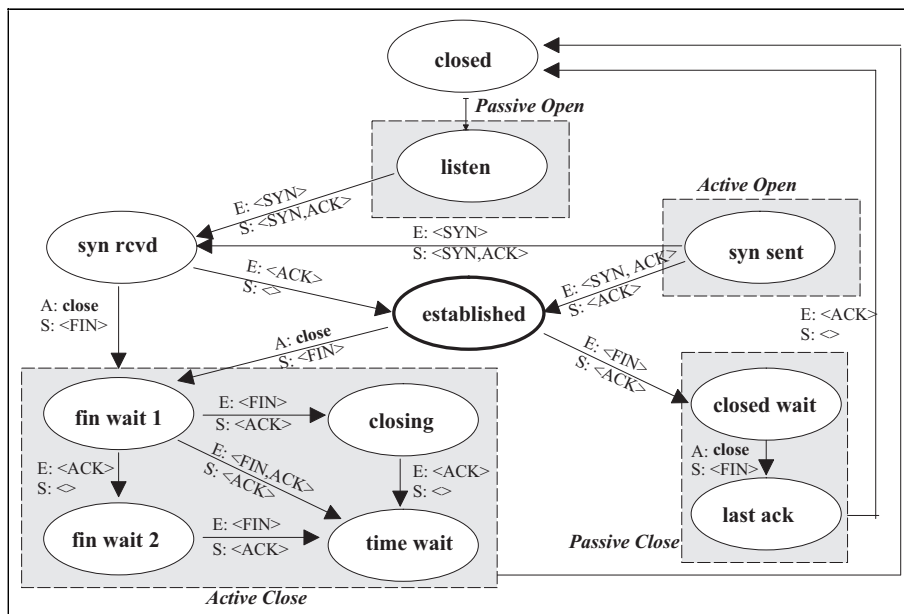 closed
Passive Open
listen
Active Open
E: <SYN>
S: <SYN,ACK>
syn rcvd
E: <SYN>
S: <SYN,ACK>
syn sent
E: <ACK>
S: <>
E: <SYN, ACK>
S: <ACK>
A: close
S: <FIN>
established
E: <ACK>
S: <>
A: close
S: <FIN>
E: <FIN>
S: <ACK>
fin wait 1
E: <FIN>
S: <ACK>
closing
closed wait
E: <ACK>
S: <>
E: <FIN,ACK>
S: <ACK>
E: <ACK>
S: <>
A: close
S: <FIN>
fin wait 2
E: <FIN>
S: <ACK>
time wait
last ack
Passive Close
Active Close